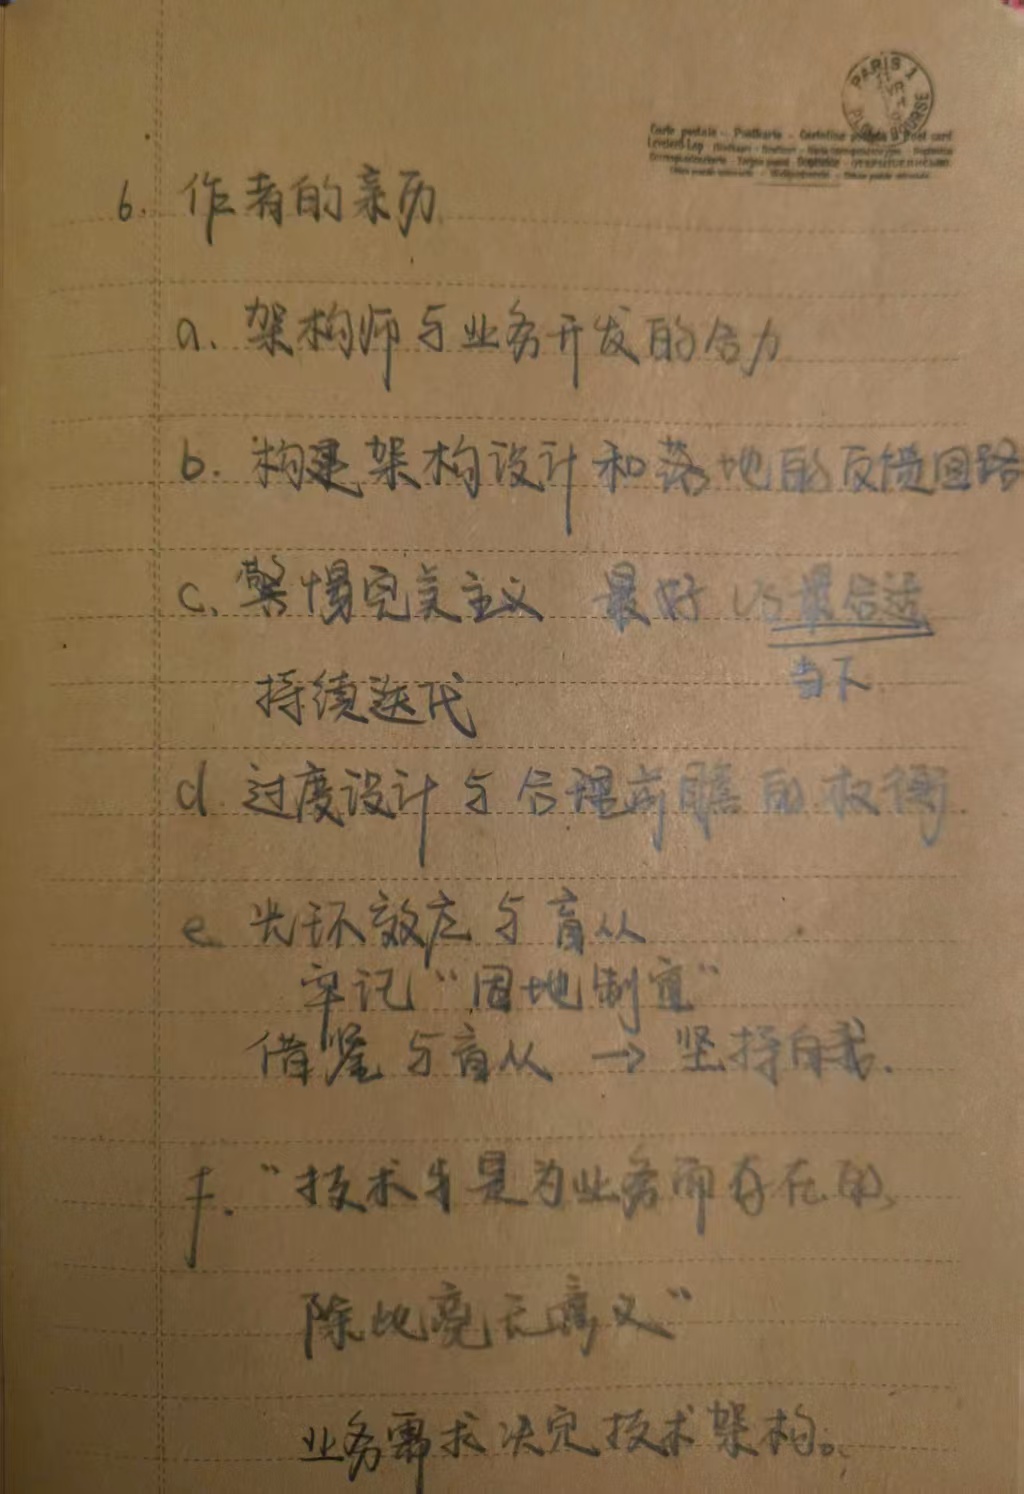 PARIS 1
Carte postale - Postkarte - Cartolina postale - Post card
6. 作者的亲历
a. 架构师与业务开发的合力
b. 构建架构设计和落地的反馈回路
c. 警惕完美主义 最好 VS 最合适
当下
持续迭代
d. 过度设计与合理前瞻的权衡
e. 光环效应与盲从
牢记“因地制宜”
借鉴与盲从 → 坚持自我.
f. “技术先是为业务而存在的,
除此毫无意义”
业务需求决定技术架构。